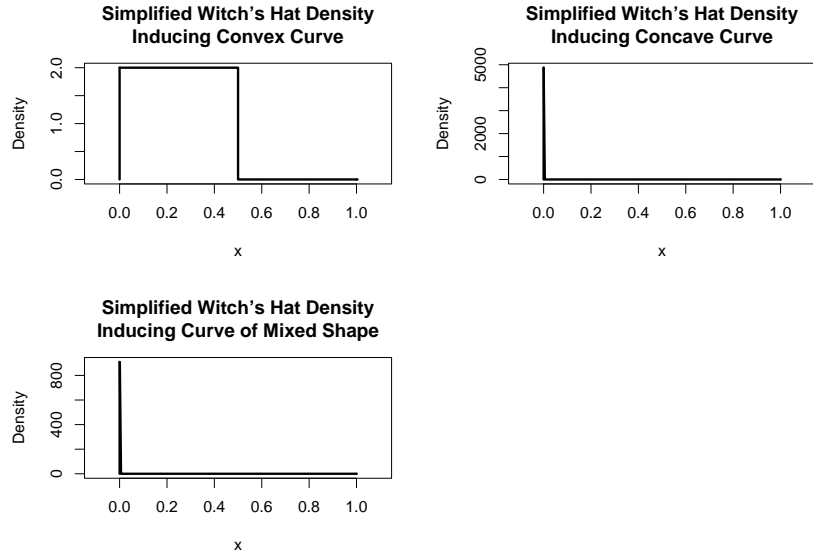 Simplified Witch's Hat Density
Inducing Convex Curve
Density
0.0
1.0
2.0
0.0 0.2 0.4 0.6 0.8 1.0
x
Simplified Witch's Hat Density
Inducing Concave Curve
Density
0
2000
5000
0.0 0.2 0.4 0.6 0.8 1.0
x
Simplified Witch's Hat Density
Inducing Curve of Mixed Shape
Density
0
400
800
0.0 0.2 0.4 0.6 0.8 1.0
x